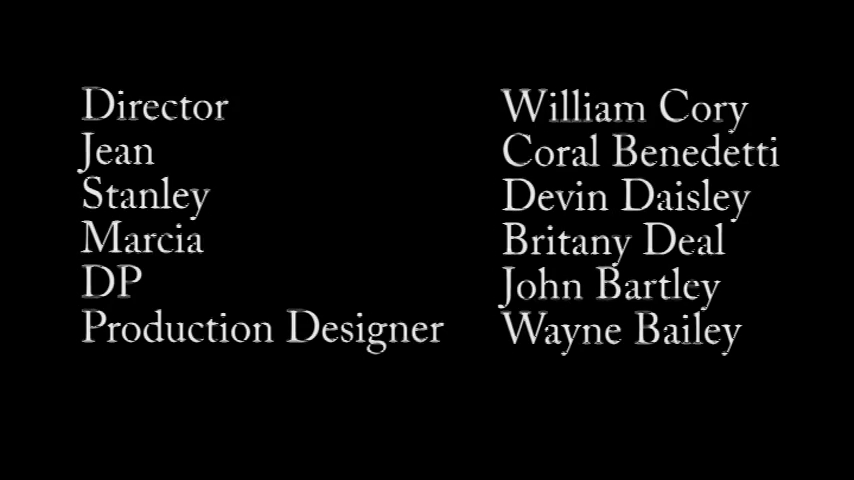 Director William Cory
Jean Coral Benedetti
Stanley Devin Daisley
Marcia Britany Deal
DP John Bartley
Production Designer Wayne Bailey